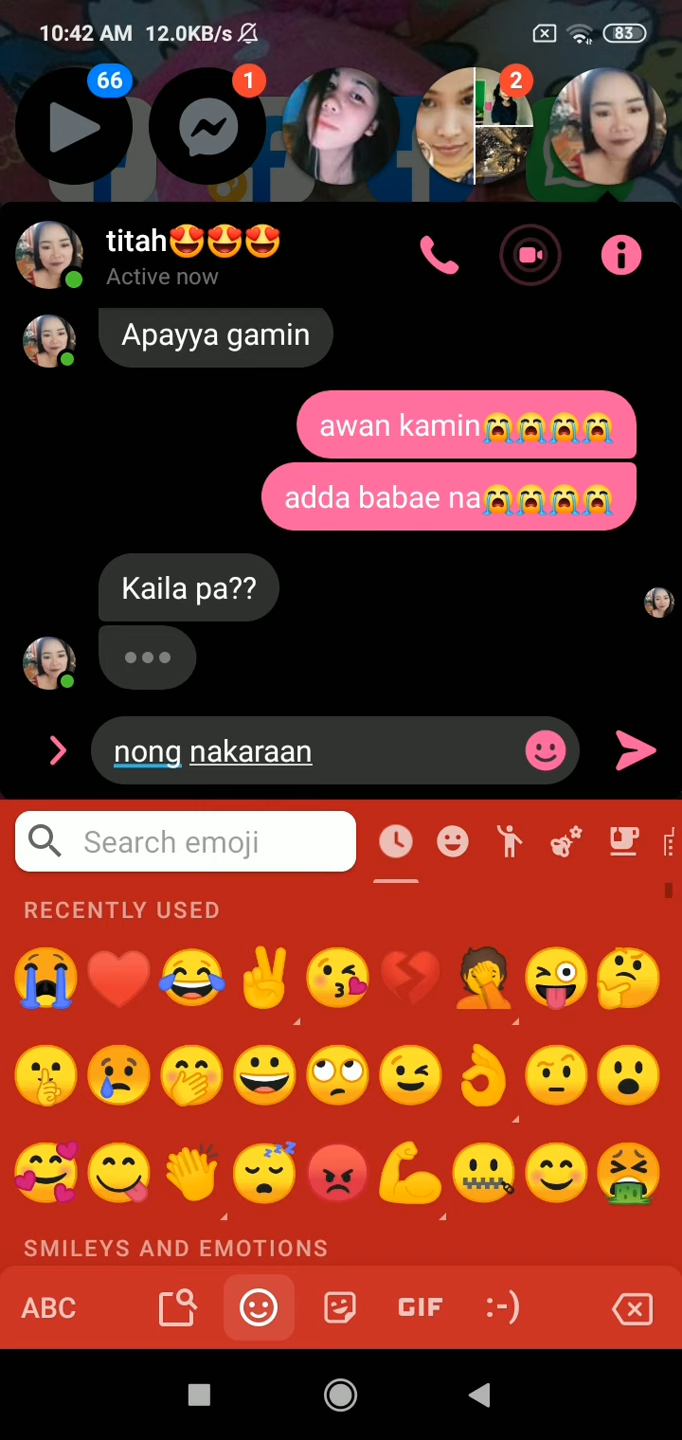 10:42 AM 12.0KB/s 83
66 1 2
titah😍😍😍
Active now
Apayya gamin
awan kamin😭😭😭😭
adda babae na😭😭😭😭
Kaila pa??
nong nakaraan
Search emoji
RECENTLY USED
SMILEYS AND EMOTIONS
ABC GIF :-)